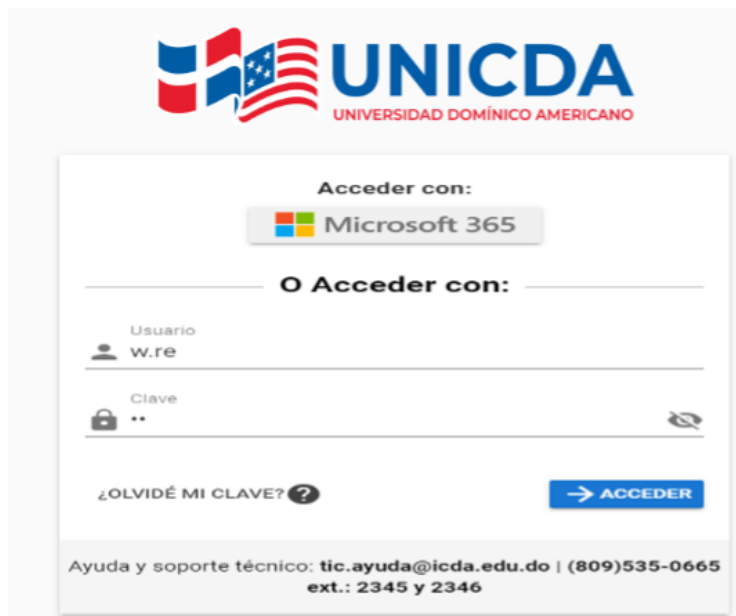 UNICDA
UNIVERSIDAD DOMÍNICO AMERICANO
Acceder con:
Microsoft 365
O Acceder con:
Usuario
w.re
Clave
••
¿OLVIDÉ MI CLAVE? ?
→ ACCEDER
Ayuda y soporte técnico: tic.ayuda@icda.edu.do | (809)535-0665
ext.: 2345 y 2346